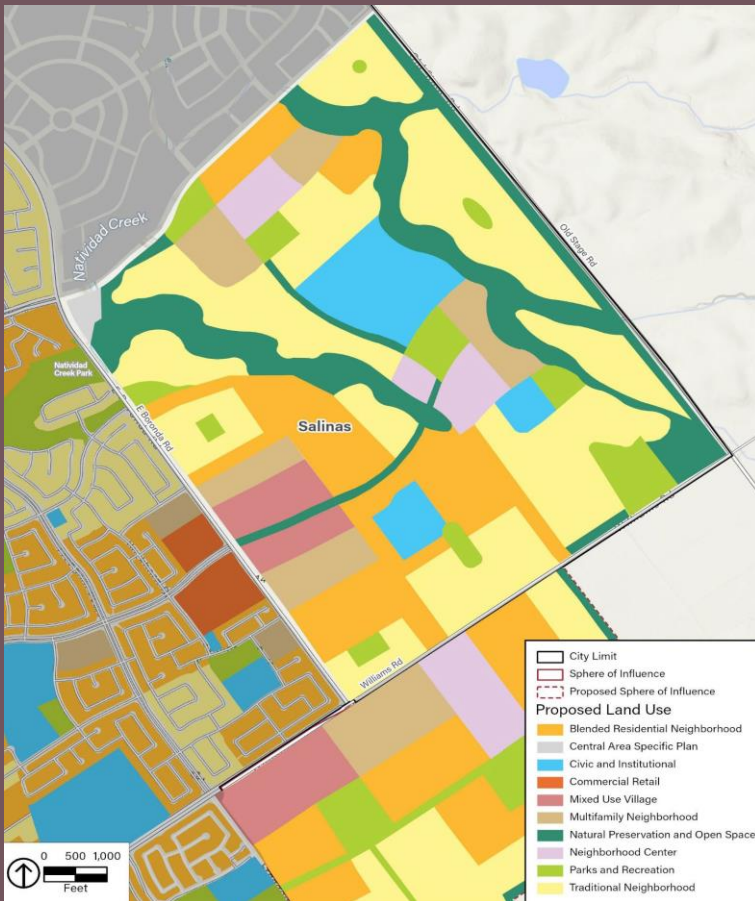 Old Stage Rd
Natividad Creek
Natividad
Creek Park
E Boronda Rd
Salinas
Williams Rd
City Limit
Sphere of Influence
Proposed Sphere of Influence
Proposed Land Use
Blended Residential Neighborhood
Central Area Specific Plan
Civic and Institutional
Commercial Retail
Mixed Use Village
Multifamily Neighborhood
Natural Preservation and Open Space
Neighborhood Center
Parks and Recreation
Traditional Neighborhood
0 500 1,000
Feet